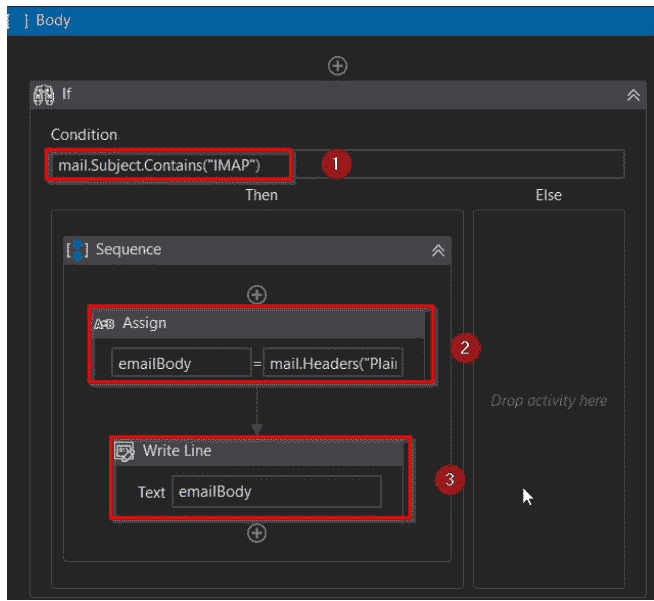 Body
If
Condition
mail.Subject.Contains("IMAP")
1
Then
Else
Sequence
Assign
A=B
2
emailBody
=
mail.Headers("Plai
Drop activity here
Write Line
3
Text
emailBody